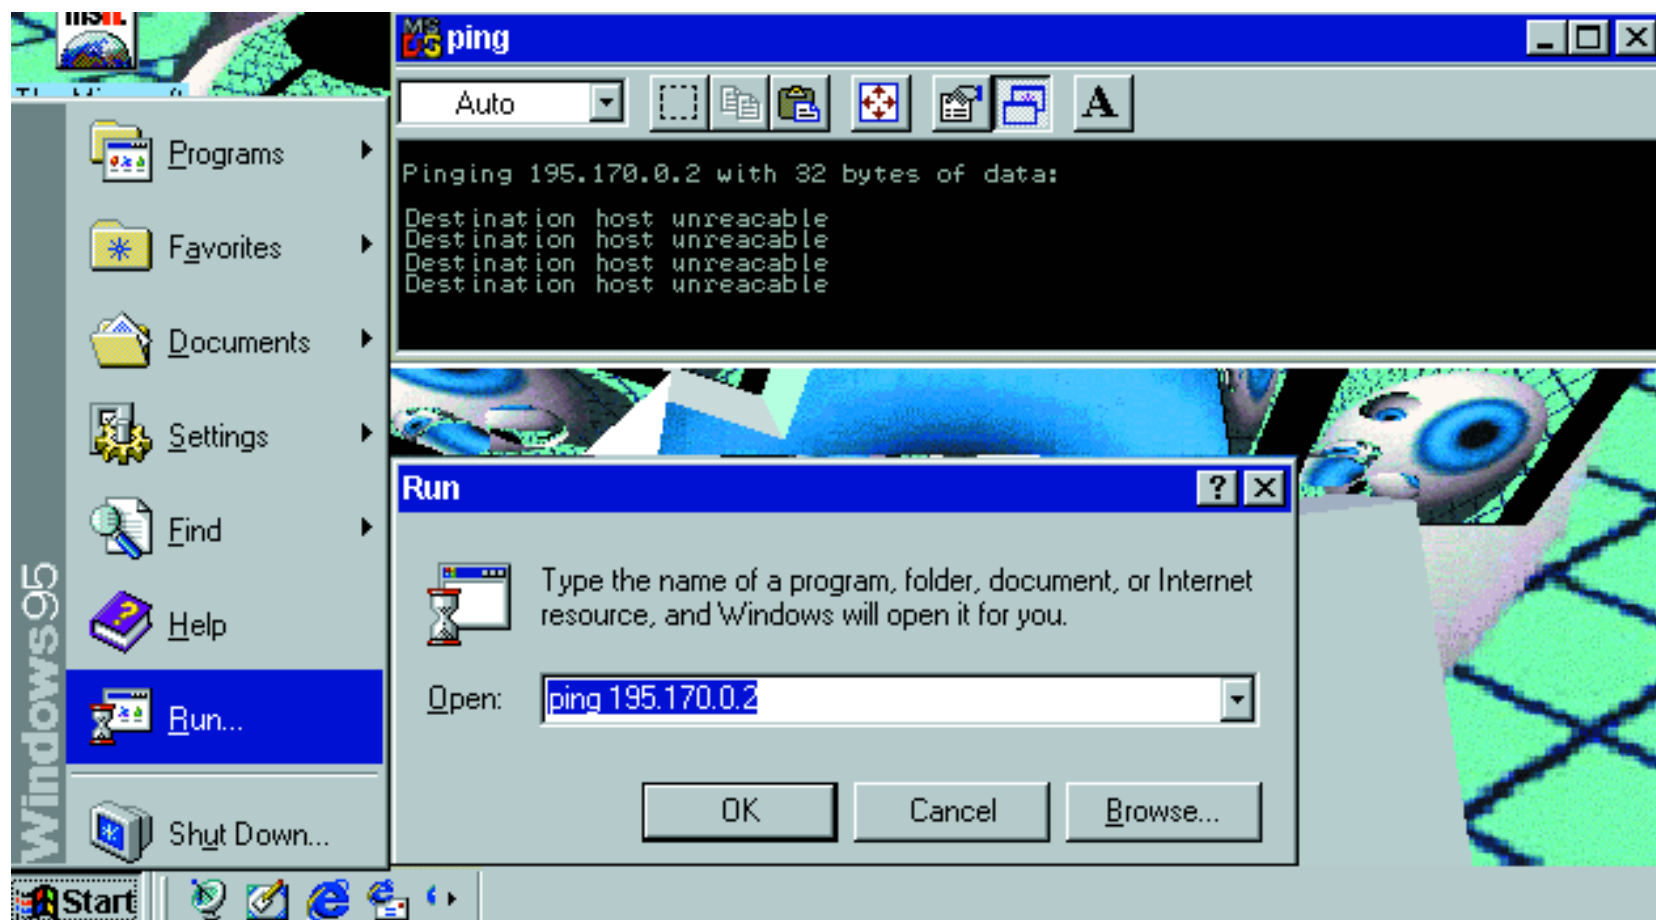 msn.
ping
Auto
A
Pinging 195.170.0.2 with 32 bytes of data:
Destination host unreacable
Destination host unreacable
Destination host unreacable
Destination host unreacable
Programs
Favorites
Documents
Settings
Find
Help
Run...
Shut Down...
Windows95
Run
Type the name of a program, folder, document, or Internet
resource, and Windows will open it for you.
Open:
ping 195.170.0.2
OK
Cancel
Browse...
Start